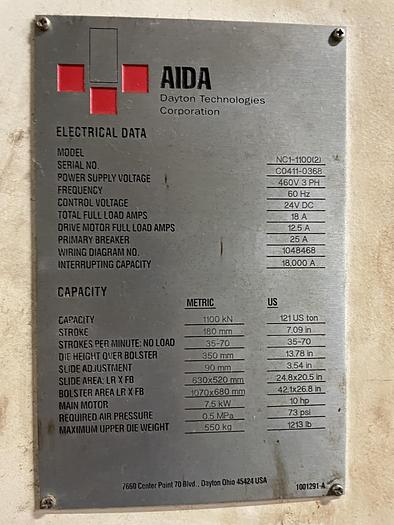 AIDA
Dayton Technologies
Corporation
ELECTRICAL DATA
MODEL NC1-1100(2)
SERIAL NO. C0411-0368
POWER SUPPLY VOLTAGE 460V 3 PH
FREQUENCY 60 Hz
CONTROL VOLTAGE 24V DC
TOTAL FULL LOAD AMPS 18 A
DRIVE MOTOR FULL LOAD AMPS 12.5 A
PRIMARY BREAKER 25 A
WIRING DIAGRAM NO. 1048468
INTERRUPTING CAPACITY 18,000 A
CAPACITY
METRIC US
CAPACITY 1100 kN 121 US ton
STROKE 180 mm 7.09 in
STROKES PER MINUTE: NO LOAD 35-70 35-70
DIE HEIGHT OVER BOLSTER 350 mm 13.78 in
SLIDE ADJUSTMENT 90 mm 3.54 in
SLIDE AREA: LR X FB 630x520 mm 24.8x20.5 in
BOLSTER AREA LR X FB 1070x680 mm 42.1x26.8 in
MAIN MOTOR 7.5 kW 10 hp
REQUIRED AIR PRESSURE 0.5 MPa 73 psi
MAXIMUM UPPER DIE WEIGHT 550 kg 1213 lb
7660 Center Point 70 Blvd., Dayton Ohio 45424 USA 1001291-A